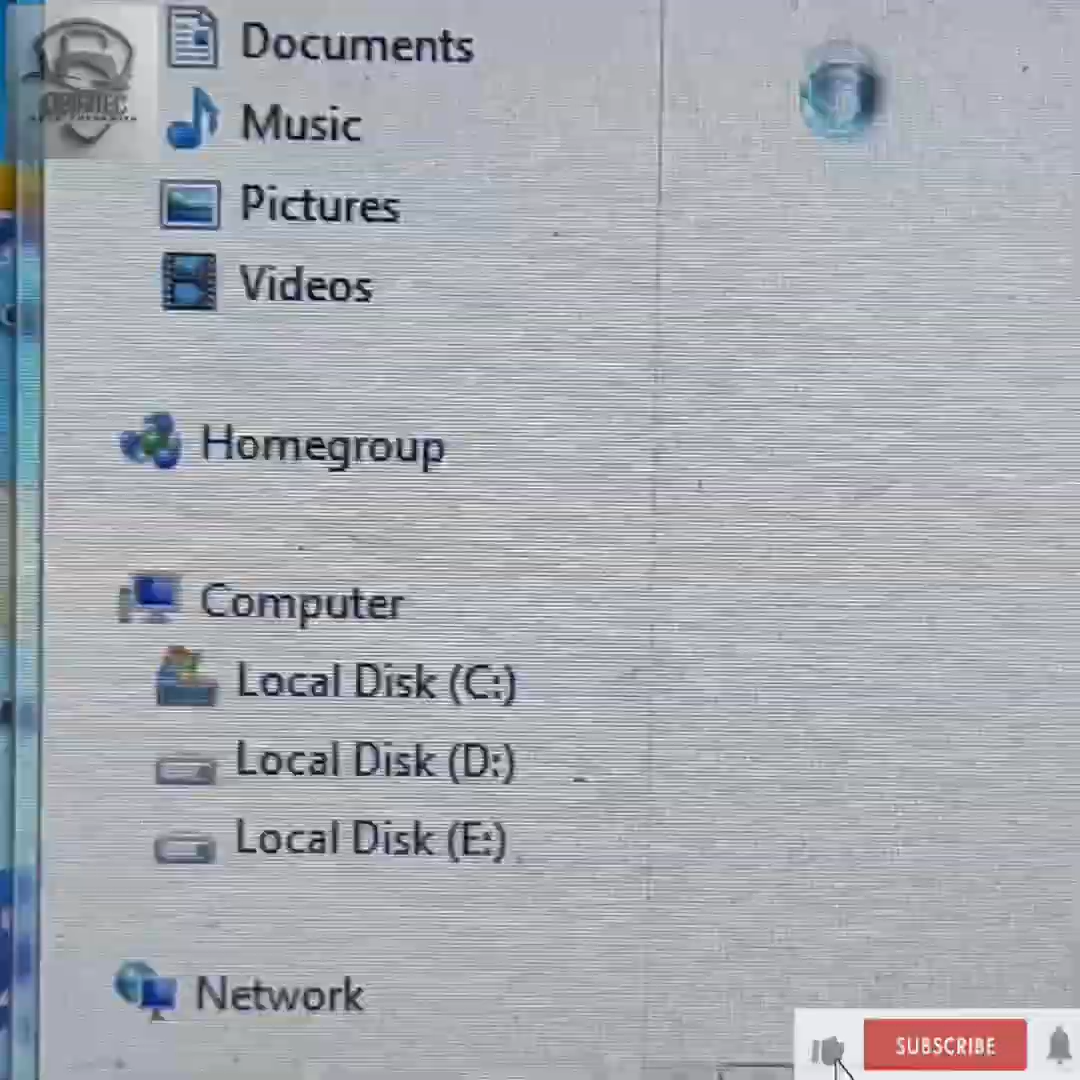 Documents
Music
Pictures
Videos
Homegroup
Computer
Local Disk (C:)
Local Disk (D:)
Local Disk (E:)
Network
SUBSCRIBE